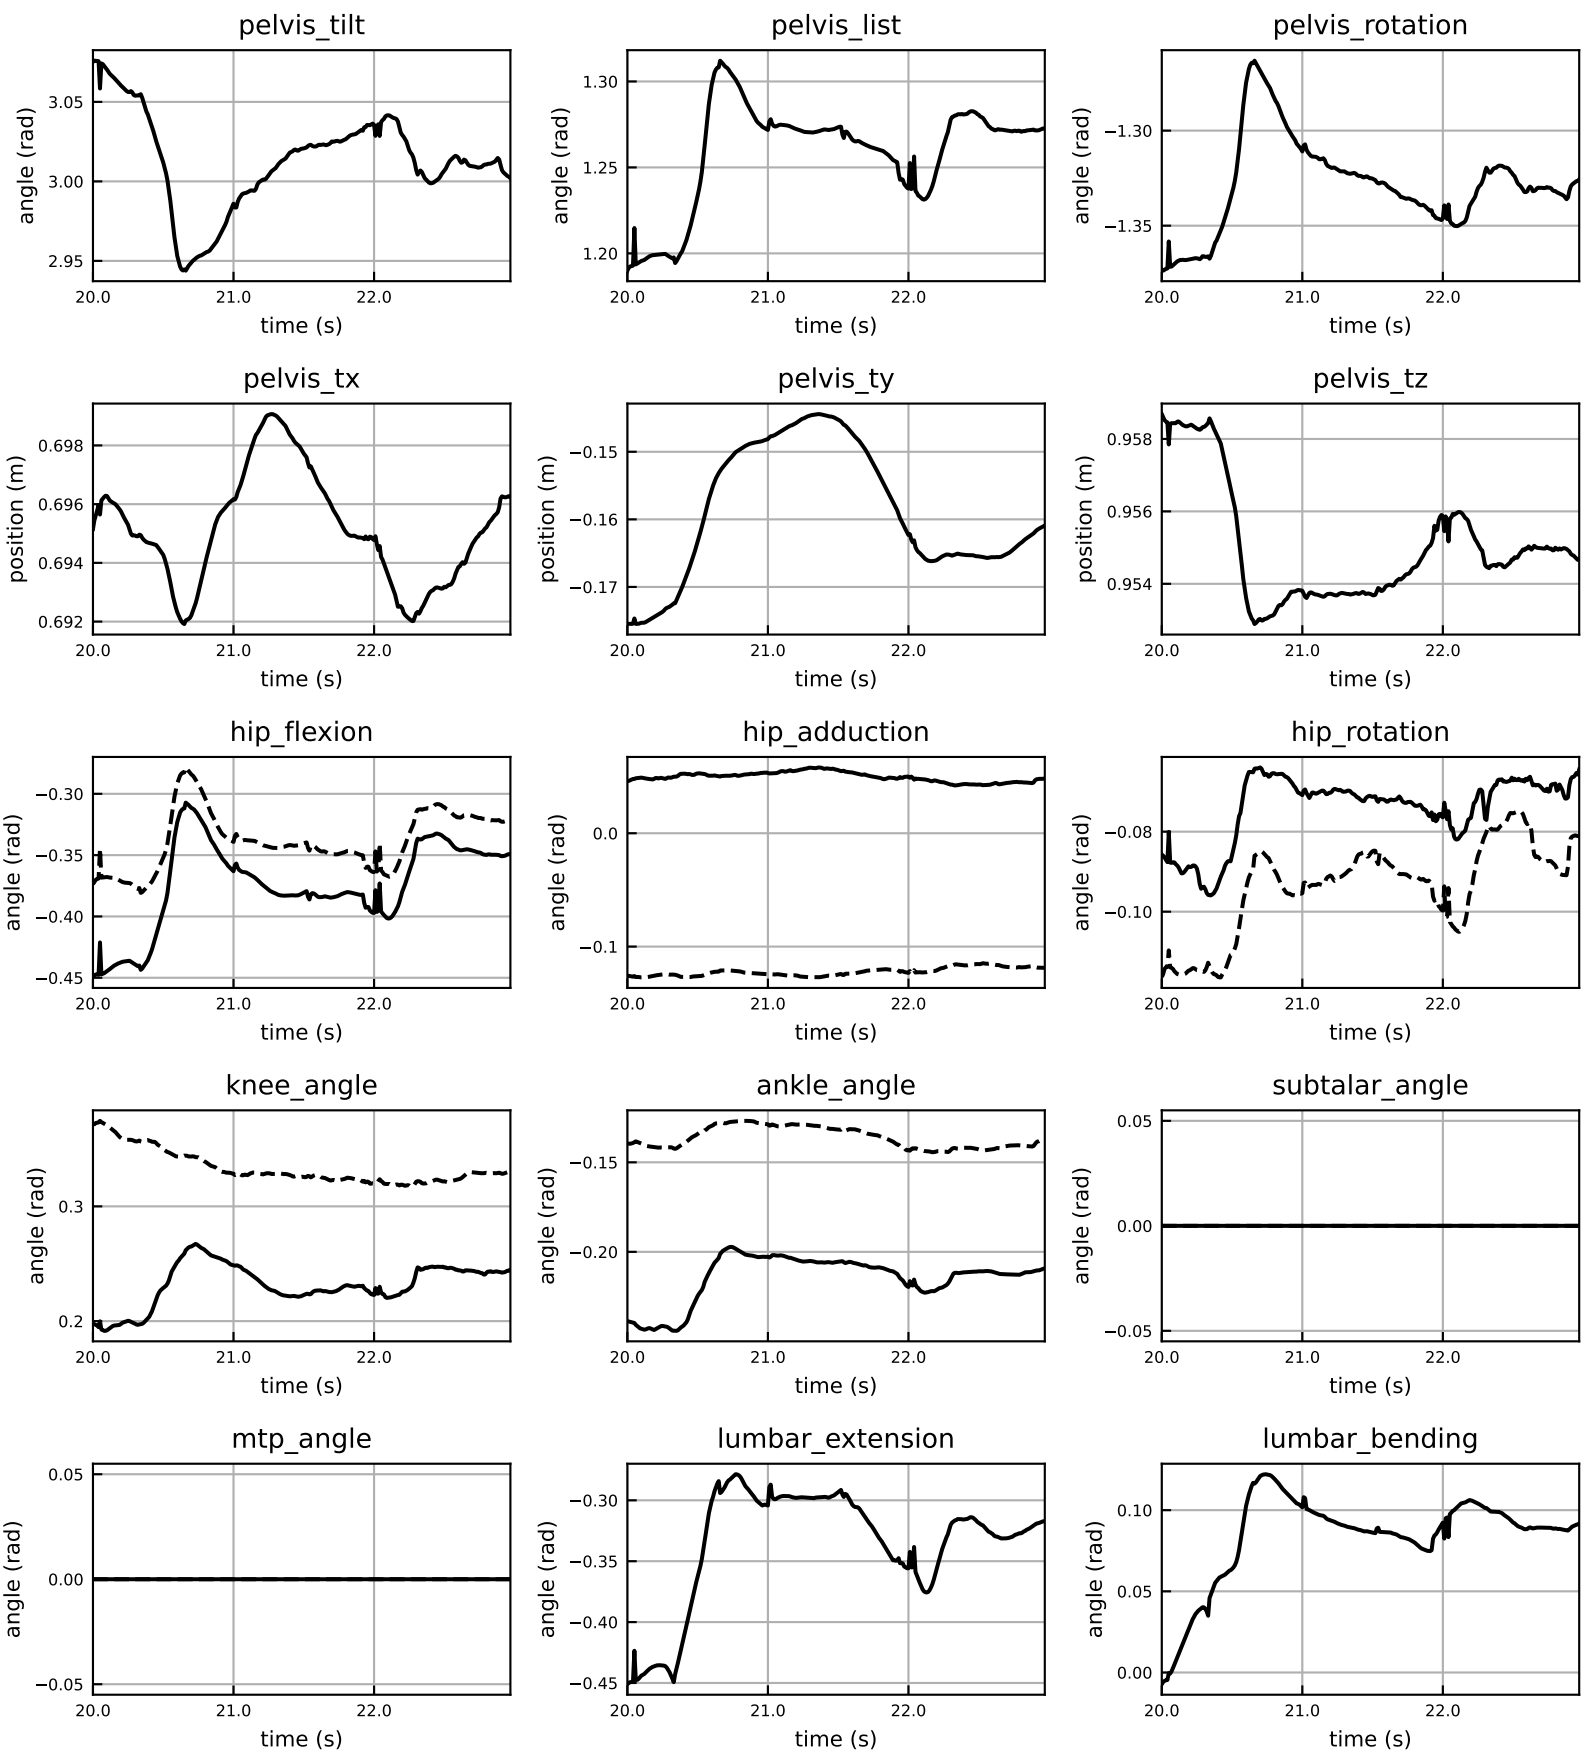 pelvis_tilt
angle (rad)
3.05
3.00
2.95
20.0 21.0 22.0
time (s)
pelvis_list
angle (rad)
1.30
1.25
1.20
20.0 21.0 22.0
time (s)
pelvis_rotation
angle (rad)
−1.30
−1.35
20.0 21.0 22.0
time (s)
pelvis_tx
position (m)
0.698
0.696
0.694
0.692
20.0 21.0 22.0
time (s)
pelvis_ty
position (m)
−0.15
−0.16
−0.17
20.0 21.0 22.0
time (s)
pelvis_tz
position (m)
0.958
0.956
0.954
20.0 21.0 22.0
time (s)
hip_flexion
angle (rad)
−0.30
−0.35
−0.40
−0.45
20.0 21.0 22.0
time (s)
hip_adduction
angle (rad)
0.0
−0.1
20.0 21.0 22.0
time (s)
hip_rotation
angle (rad)
−0.08
−0.10
20.0 21.0 22.0
time (s)
knee_angle
angle (rad)
0.3
0.2
20.0 21.0 22.0
time (s)
ankle_angle
angle (rad)
−0.15
−0.20
20.0 21.0 22.0
time (s)
subtalar_angle
angle (rad)
0.05
0.00
−0.05
20.0 21.0 22.0
time (s)
mtp_angle
angle (rad)
0.05
0.00
−0.05
20.0 21.0 22.0
time (s)
lumbar_extension
angle (rad)
−0.30
−0.35
−0.40
−0.45
20.0 21.0 22.0
time (s)
lumbar_bending
angle (rad)
0.10
0.05
0.00
20.0 21.0 22.0
time (s)